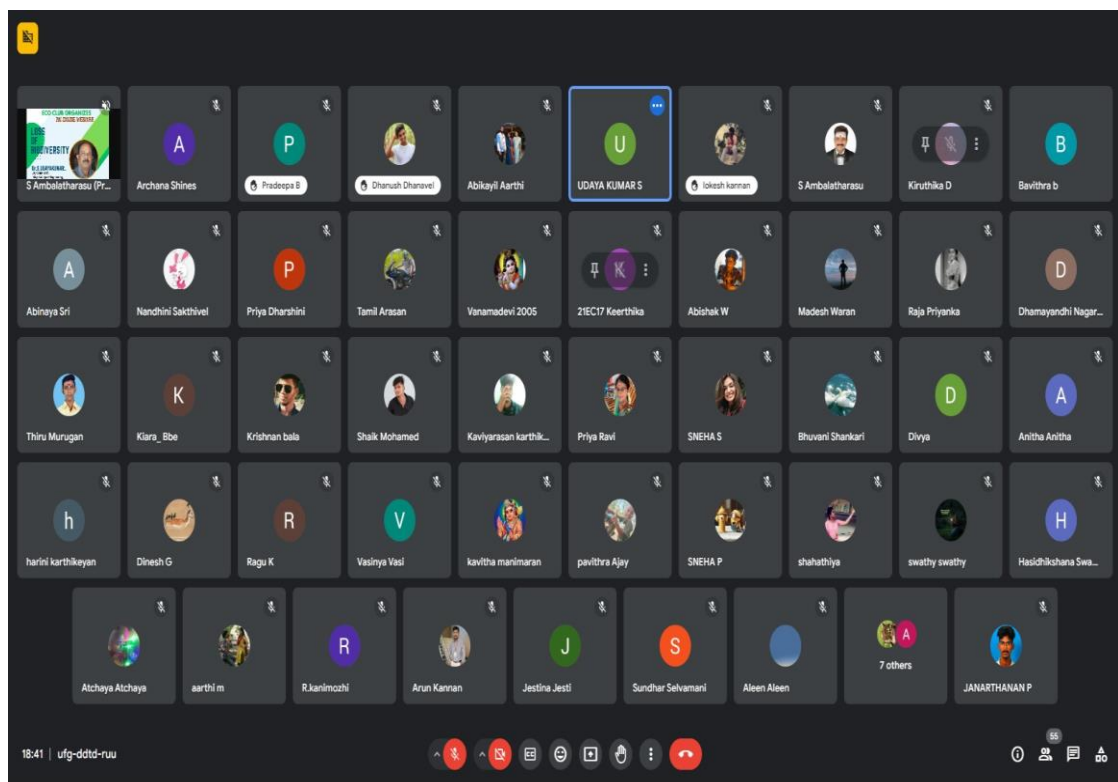 ECO-CLUB ORGANIZES
LOSS
OF
BIODIVERSITY
S Ambalatharasu (Pr...
A
Archana Shines
P
Pradeepa B
Dhanush Dhanavel
Abikayil Aarthi
U
UDAYA KUMAR S
lokesh kannan
S Ambalatharasu
Kiruthika D
B
Bavithra b
A
Abinaya Sri
Nandhini Sakthivel
P
Priya Dharshini
Tamil Arasan
Vanamadevi 2005
K
21EC17 Keerthika
Abishak W
Madesh Waran
Raja Priyanka
D
Dhamayandhi Nagar...
Thiru Murugan
K
Kiara_ Bbe
Krishnan bala
Shaik Mohamed
Kaviyarasan karthik...
Priya Ravi
SNEHA S
Bhuvani Shankari
D
Divya
A
Anitha Anitha
h
harini karthikeyan
Dinesh G
R
Ragu K
V
Vasinya Vasi
kavitha manimaran
pavithra Ajay
SNEHA P
shahathiya
swathy swathy
H
Hasidhikshana Swa...
Atchaya Atchaya
aarthi m
R
R.kanimozhi
Arun Kannan
J
Jestina Jesti
S
Sundhar Selvamani
Aleen Aleen
A
7 others
JANARTHANAN P
18:41 | ufg-ddtd-ruu
CC
55